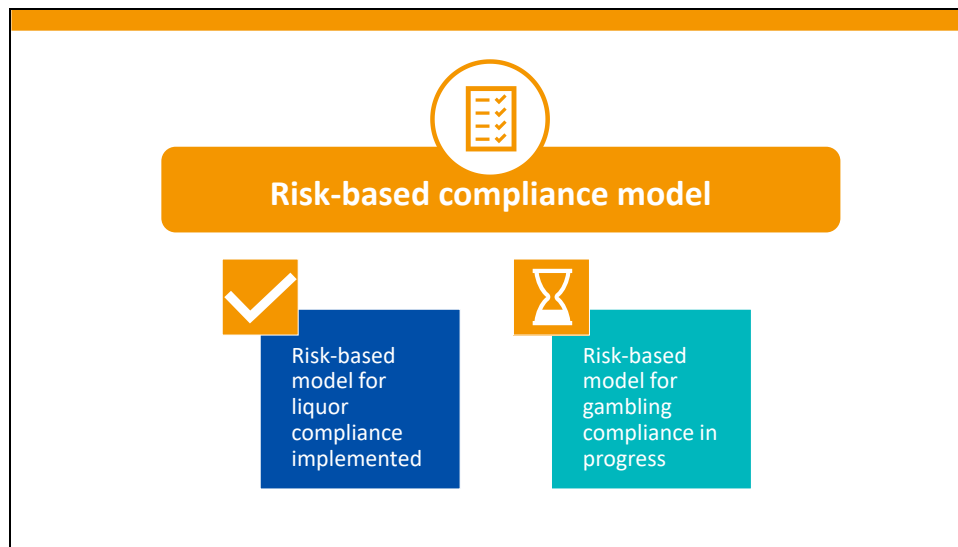 Risk-based compliance model
Risk-based
model for
liquor
compliance
implemented
Risk-based
model for
gambling
compliance in
progress